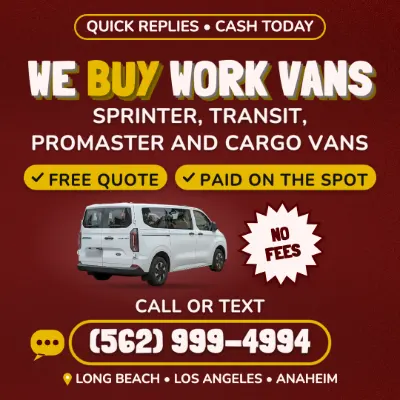 QUICK REPLIES • CASH TODAY
WE BUY WORK VANS
SPRINTER, TRANSIT,
PROMASTER AND CARGO VANS
FREE QUOTE
PAID ON THE SPOT
NO
FEES
CALL OR TEXT
(562) 999-4994
LONG BEACH • LOS ANGELES • ANAHEIM